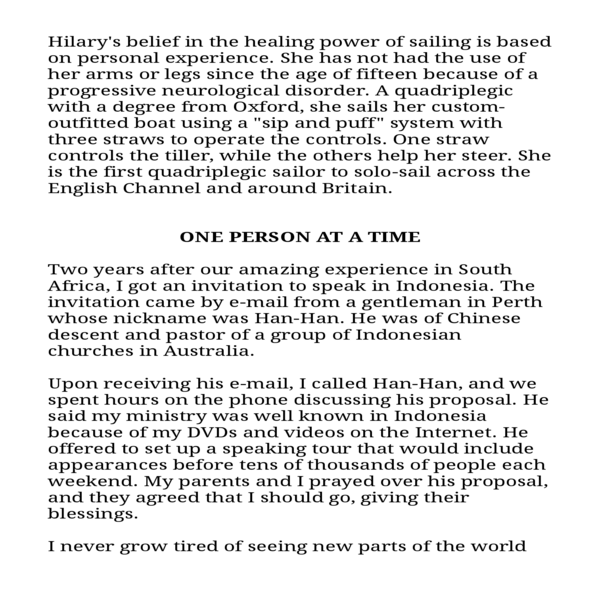 Hilary's belief in the healing power of sailing is based
on personal experience. She has not had the use of
her arms or legs since the age of fifteen because of a
progressive neurological disorder. A quadriplegic
with a degree from Oxford, she sails her custom-
outfitted boat using a "sip and puff" system with
three straws to operate the controls. One straw
controls the tiller, while the others help her steer. She
is the first quadriplegic sailor to solo-sail across the
English Channel and around Britain.
ONE PERSON AT A TIME
Two years after our amazing experience in South
Africa, I got an invitation to speak in Indonesia. The
invitation came by e-mail from a gentleman in Perth
whose nickname was Han-Han. He was of Chinese
descent and pastor of a group of Indonesian
churches in Australia.
Upon receiving his e-mail, I called Han-Han, and we
spent hours on the phone discussing his proposal. He
said my ministry was well known in Indonesia
because of my DVDs and videos on the Internet. He
offered to set up a speaking tour that would include
appearances before tens of thousands of people each
weekend. My parents and I prayed over his proposal,
and they agreed that I should go, giving their
blessings.
I never grow tired of seeing new parts of the world